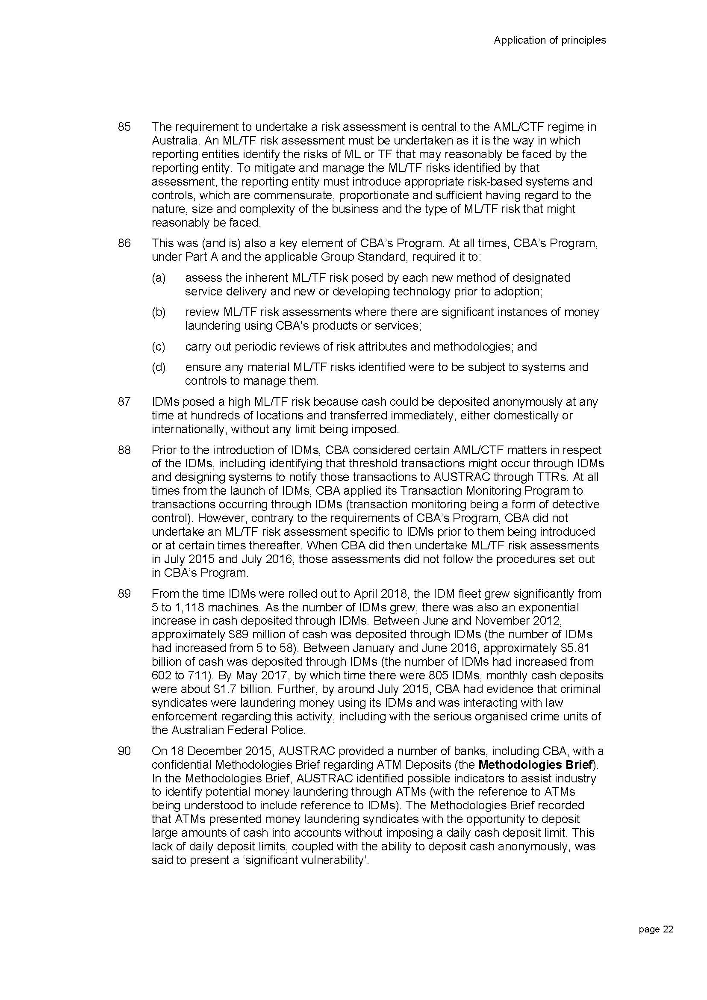 Application of principles
85 The requirement to undertake a risk assessment is central to the AML/CTF regime in
Australia. An ML/TF risk assessment must be undertaken as it is the way in which
reporting entities identify the risks of ML or TF that may reasonably be faced by the
reporting entity. To mitigate and manage the ML/TF risks identified by that
assessment, the reporting entity must introduce appropriate risk-based systems and
controls, which are commensurate, proportionate and sufficient having regard to the
nature, size and complexity of the business and the type of ML/TF risk that might
reasonably be faced.
86 This was (and is) also a key element of CBA’s Program. At all times, CBA’s Program,
under Part A and the applicable Group Standard, required it to:
(a) assess the inherent ML/TF risk posed by each new method of designated
service delivery and new or developing technology prior to adoption;
(b) review ML/TF risk assessments where there are significant instances of money
laundering using CBA’s products or services;
(c) carry out periodic reviews of risk attributes and methodologies; and
(d) ensure any material ML/TF risks identified were to be subject to systems and
controls to manage them.
87 IDMs posed a high ML/TF risk because cash could be deposited anonymously at any
time at hundreds of locations and transferred immediately, either domestically or
internationally, without any limit being imposed.
88 Prior to the introduction of IDMs, CBA considered certain AML/CTF matters in respect
of the IDMs, including identifying that threshold transactions might occur through IDMs
and designing systems to notify those transactions to AUSTRAC through TTRs. At all
times from the launch of IDMs, CBA applied its Transaction Monitoring Program to
transactions occurring through IDMs (transaction monitoring being a form of detective
control). However, contrary to the requirements of CBA’s Program, CBA did not
undertake an ML/TF risk assessment specific to IDMs prior to them being introduced
or at certain times thereafter. When CBA did then undertake ML/TF risk assessments
in July 2015 and July 2016, those assessments did not follow the procedures set out
in CBA’s Program.
89 From the time IDMs were rolled out to April 2018, the IDM fleet grew significantly from
5 to 1,118 machines. As the number of IDMs grew, there was also an exponential
increase in cash deposited through IDMs. Between June and November 2012,
approximately $89 million of cash was deposited through IDMs (the number of IDMs
had increased from 5 to 58). Between January and June 2016, approximately $5.81
billion of cash was deposited through IDMs (the number of IDMs had increased from
602 to 711). By May 2017, by which time there were 805 IDMs, monthly cash deposits
were about $1.7 billion. Further, by around July 2015, CBA had evidence that criminal
syndicates were laundering money using its IDMs and was interacting with law
enforcement regarding this activity, including with the serious organised crime units of
the Australian Federal Police.
90 On 18 December 2015, AUSTRAC provided a number of banks, including CBA, with a
confidential Methodologies Brief regarding ATM Deposits (the Methodologies Brief).
In the Methodologies Brief, AUSTRAC identified possible indicators to assist industry
to identify potential money laundering through ATMs (with the reference to ATMs
being understood to include reference to IDMs). The Methodologies Brief recorded
that ATMs presented money laundering syndicates with the opportunity to deposit
large amounts of cash into accounts without imposing a daily cash deposit limit. This
lack of daily deposit limits, coupled with the ability to deposit cash anonymously, was
said to present a ‘significant vulnerability’.
page 22